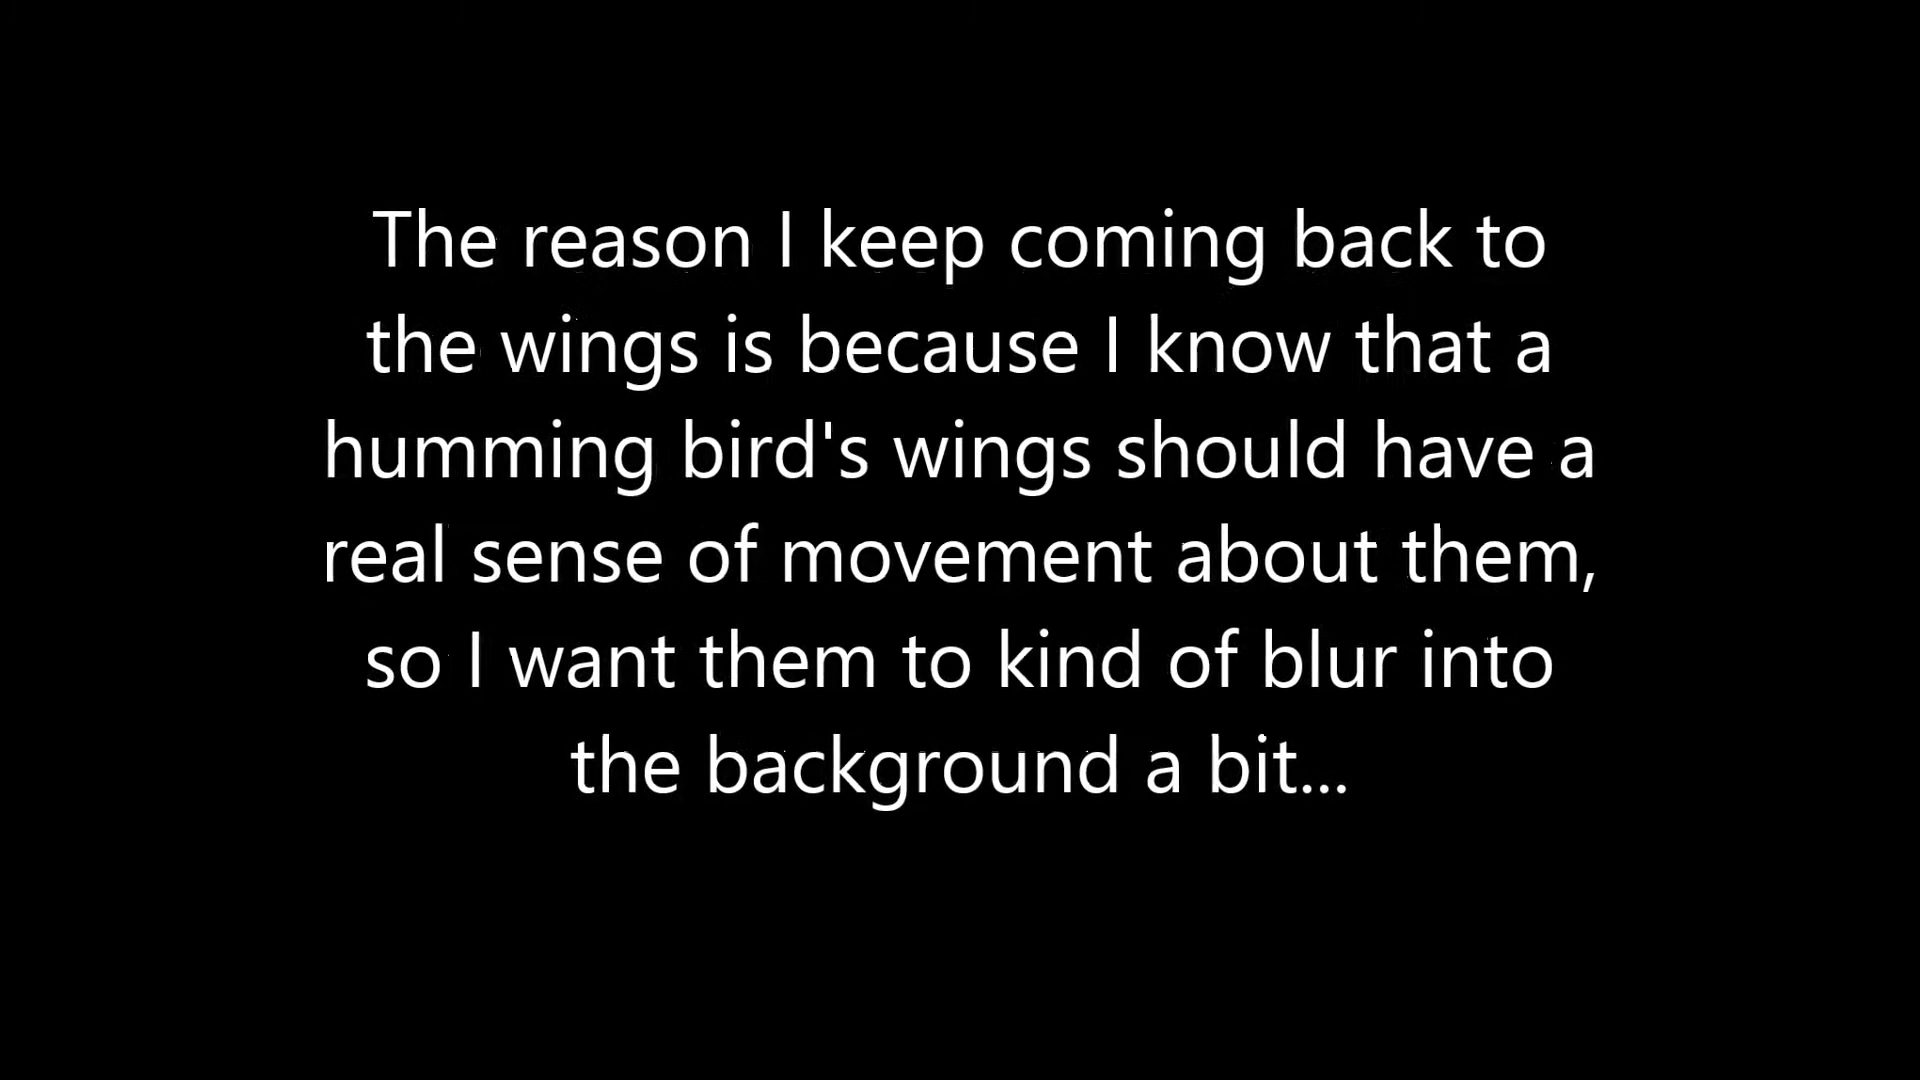 The reason I keep coming back to
the wings is because I know that a
humming bird's wings should have a
real sense of movement about them,
so I want them to kind of blur into
the background a bit...